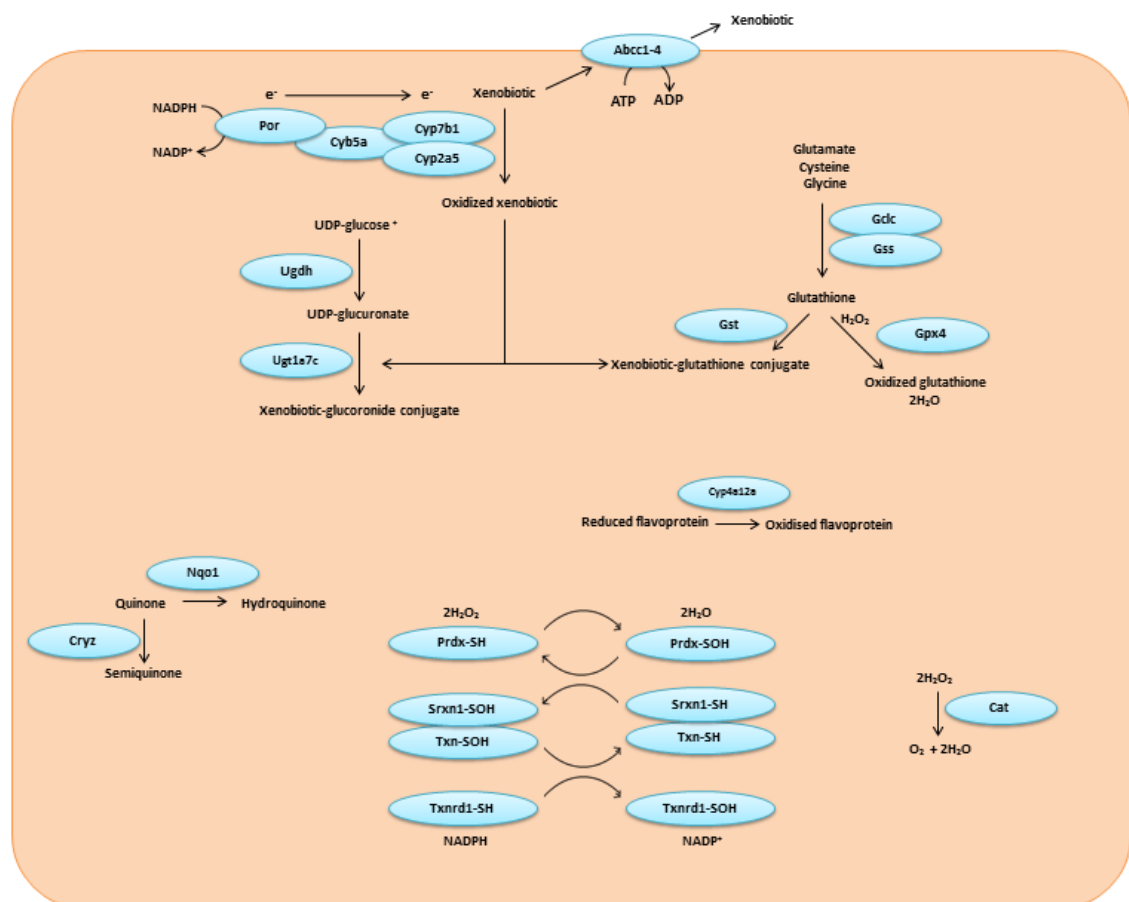 Xenobiotic
Abcc1-4
ATP
ADP
Xenobiotic
e⁻
e⁻
NADPH
Por
NADP⁺
Cyb5a
Cyp7b1
Cyp2a5
Oxidized xenobiotic
UDP-glucose ⁺
Ugdh
UDP-glucuronate
Ugt1a7c
Xenobiotic-glucoronide conjugate
Glutamate
Cysteine
Glycine
Gclc
Gss
Glutathione
Gst
H₂O₂
Gpx4
Xenobiotic-glutathione conjugate
Oxidized glutathione
2H₂O
Cyp4a12a
Reduced flavoprotein
Oxidised flavoprotein
Nqo1
Quinone
Hydroquinone
Cryz
Semiquinone
2H₂O₂
2H₂O
Prdx-SH
Prdx-SOH
Srxn1-SOH
Srxn1-SH
Txn-SOH
Txn-SH
Txnrd1-SH
Txnrd1-SOH
NADPH
NADP⁺
2H₂O₂
Cat
O₂ + 2H₂O